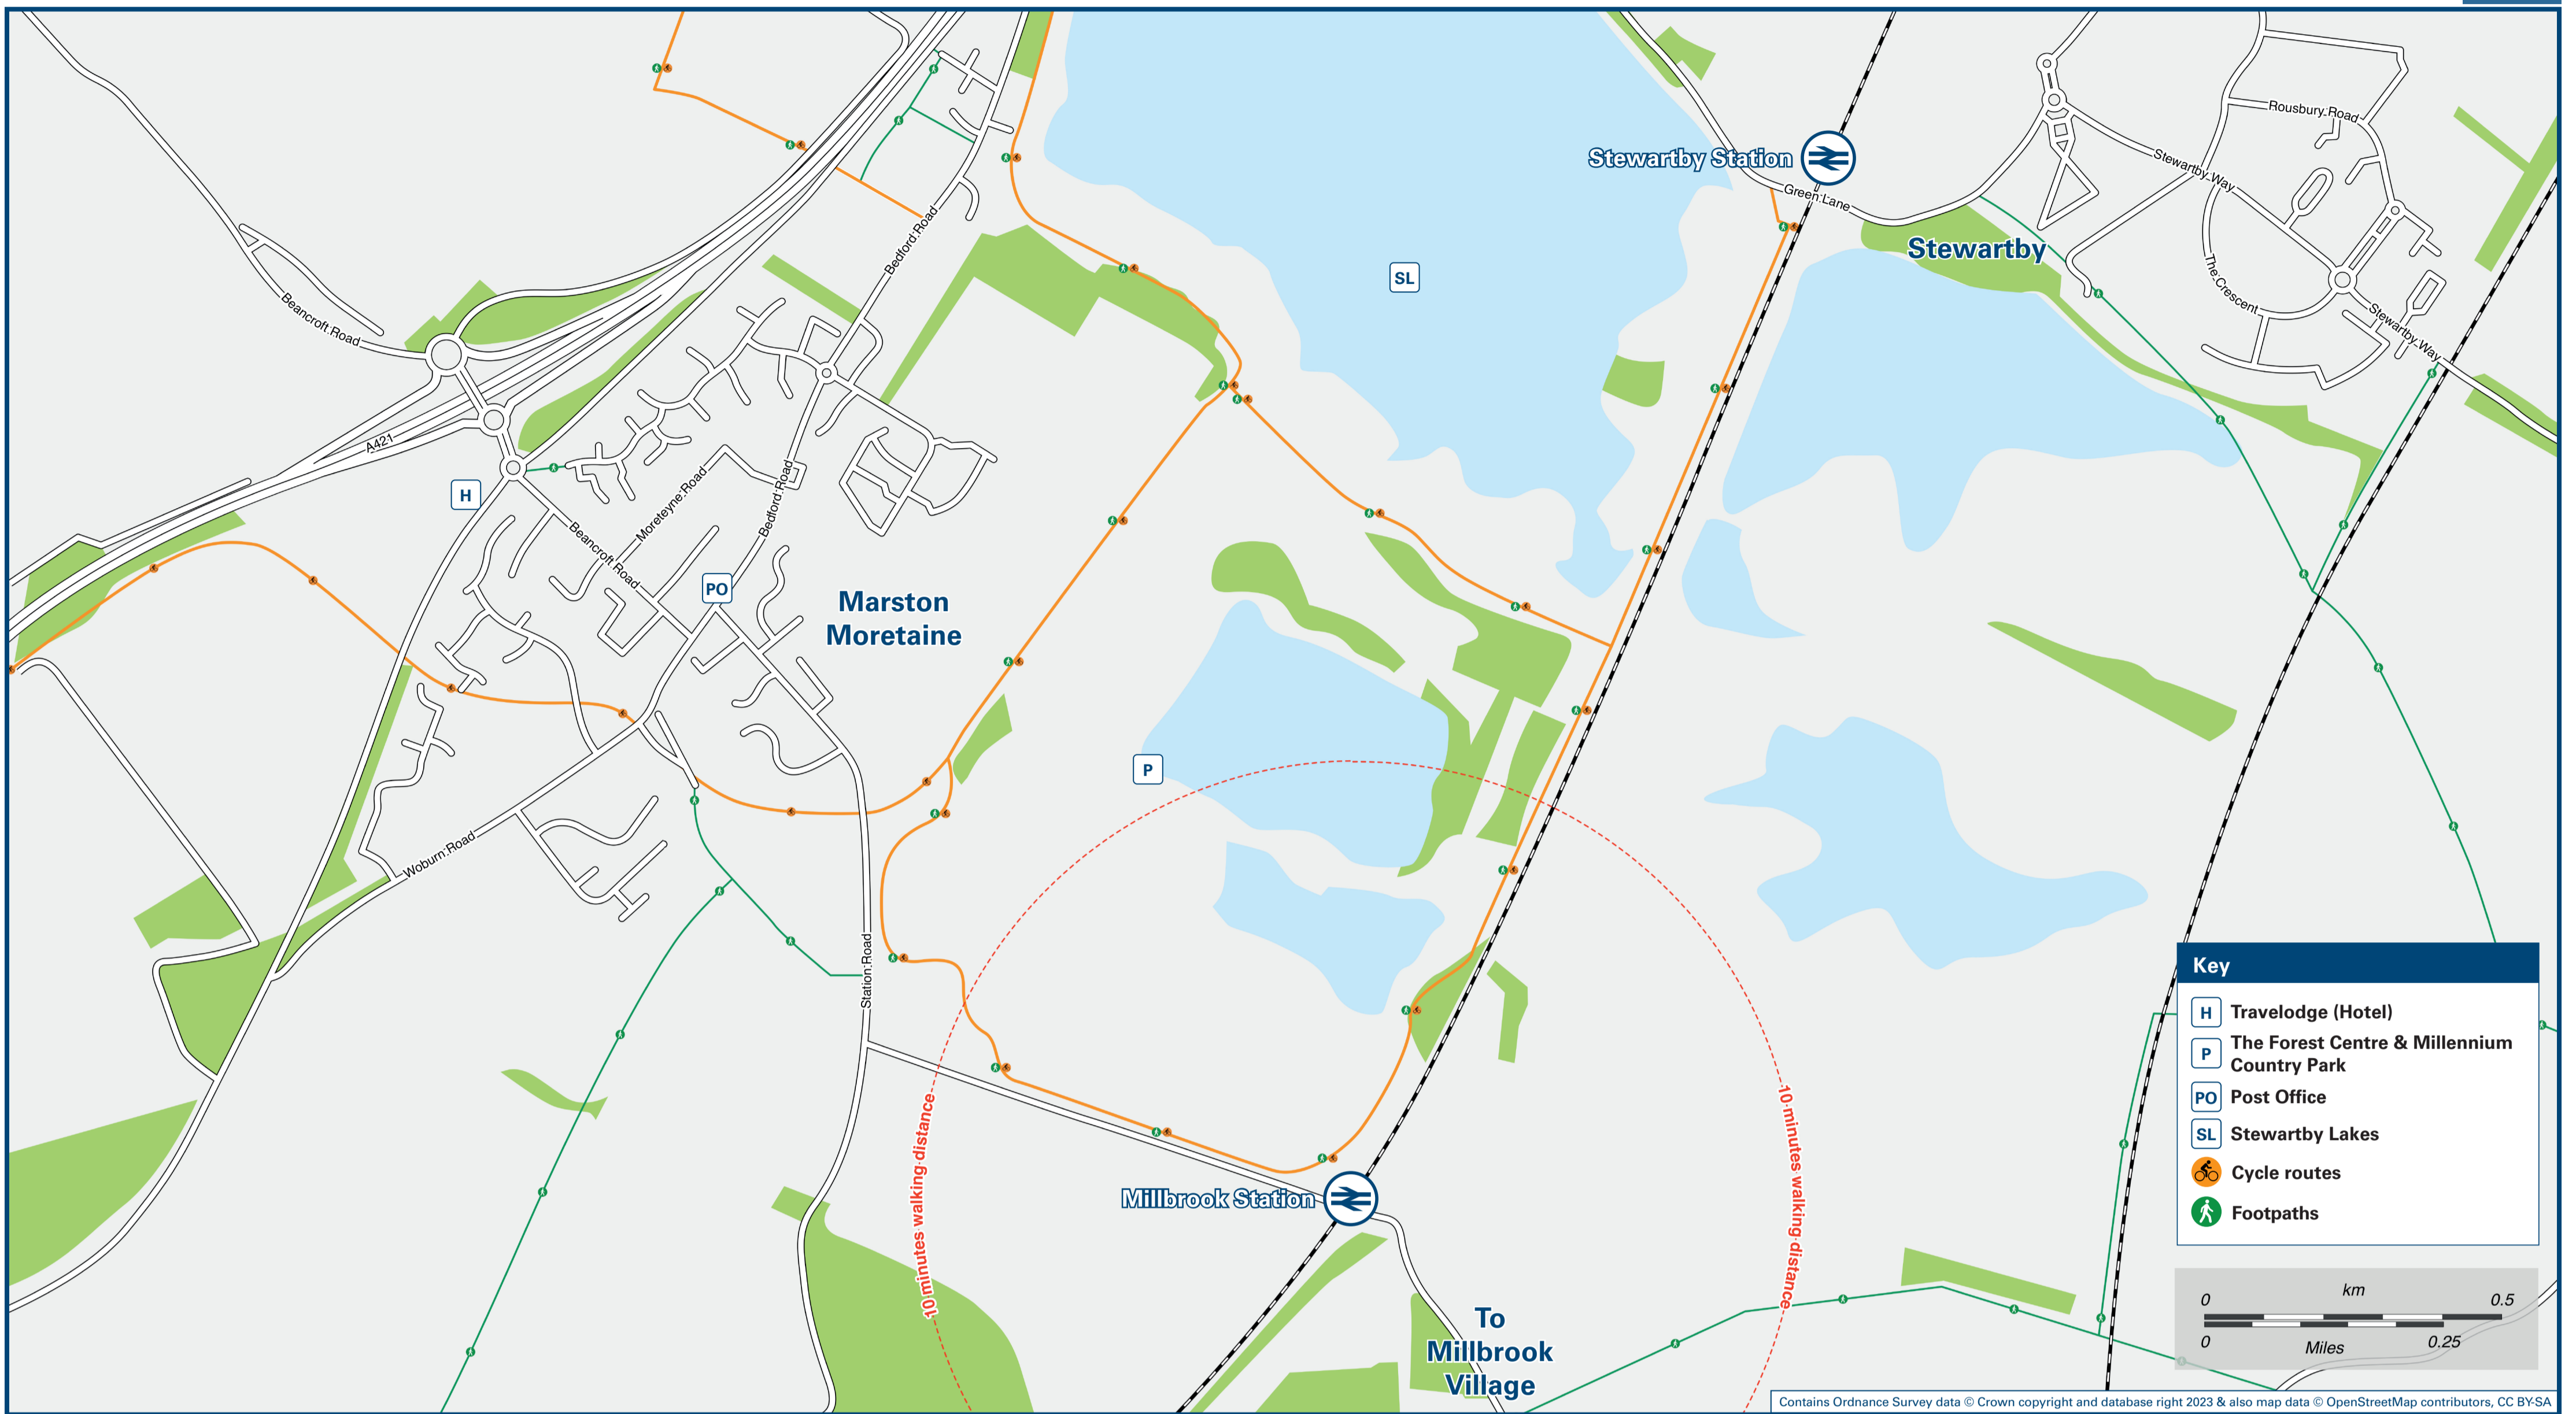 Stewartby Station
Green Lane
Rousbury Road
Stewartby Way
Stewartby
The Crescent
Stewartby Way
SL
Bedford Road
Beancroft Road
A421
H
Moreteyne Road
Bedford Road
Beancroft Road
PO
Marston
Moretaine
P
Woburn Road
Station Road
10 minutes walking distance
10 minutes walking distance
Millbrook Station
To
Millbrook
Village
Key
H Travelodge (Hotel)
P The Forest Centre & Millennium
Country Park
PO Post Office
SL Stewartby Lakes
Cycle routes
Footpaths
km
0 0.5
0 0.25
Miles
Contains Ordnance Survey data © Crown copyright and database right 2023 & also map data © OpenStreetMap contributors, CC BY-SA